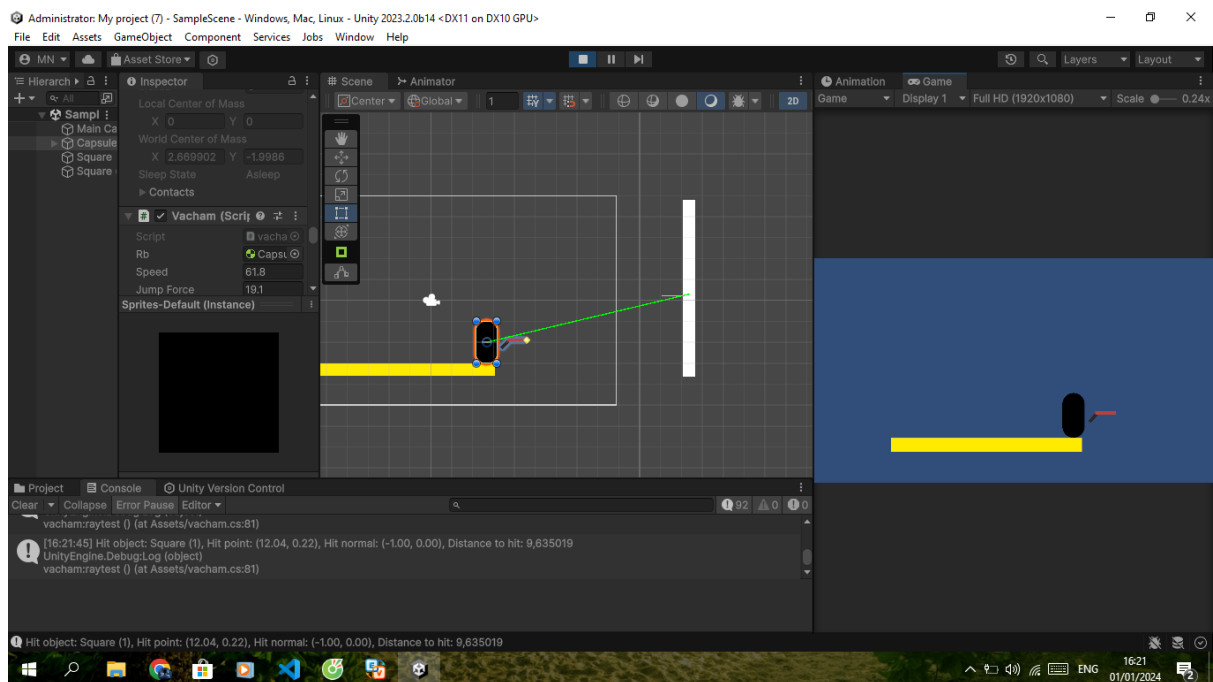 Administrator: My project (7) - SampleScene - Windows, Mac, Linux - Unity 2023.2.0b14 <DX11 on DX10 GPU>
File Edit Assets GameObject Component Services Jobs Window Help
MN Asset Store Layers Layout
Hierarch Inspector Scene Animator Animation Game
All Center Global 1 2D Game Display 1 Full HD (1920x1080) Scale 0.24x
Sampl
Main Ca
Capsule
Square
Square
Local Center of Mass
X 0 Y 0
World Center of Mass
X 2.669902 Y -1.9986
Sleep State Asleep
Contacts
# Vacham (Scrip
Script vacha
Rb Capsu
Speed 61.8
Jump Force 19.1
Sprites-Default (Instance)
Project Console Unity Version Control
Clear Collapse Error Pause Editor 92 0 0
vacham:raytest () (at Assets/vacham.cs:81)
[16:21:45] Hit object: Square (1), Hit point: (12.04, 0.22), Hit normal: (-1.00, 0.00), Distance to hit: 9,635019
UnityEngine.Debug:Log (object)
vacham:raytest () (at Assets/vacham.cs:81)
Hit object: Square (1), Hit point: (12.04, 0.22), Hit normal: (-1.00, 0.00), Distance to hit: 9,635019
ENG 16:21
01/01/2024 2